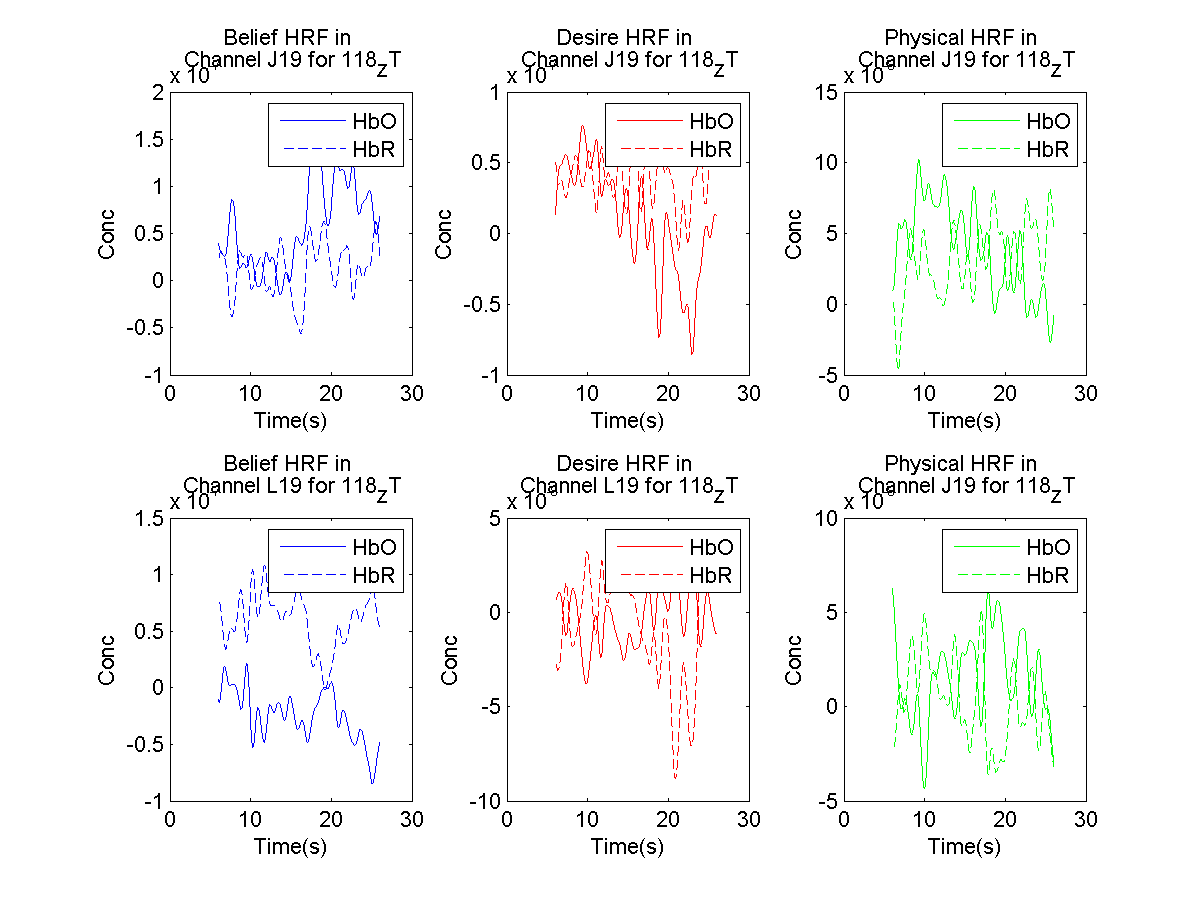 Belief HRF in
Channel J19 for 118zT
x 10
2
1.5
1
0.5
0
-0.5
-1
Conc
HbO
HbR
0 10 20 30
Time(s)
Desire HRF in
Channel J19 for 118zT
x 10
1
0.5
0
-0.5
-1
Conc
HbO
HbR
0 10 20 30
Time(s)
Physical HRF in
Channel J19 for 118zT
x 10
15
10
5
0
-5
Conc
HbO
HbR
0 10 20 30
Time(s)
Belief HRF in
Channel L19 for 118zT
x 10
1.5
1
0.5
0
-0.5
-1
Conc
HbO
HbR
0 10 20 30
Time(s)
Desire HRF in
Channel L19 for 118zT
x 10
5
0
-5
-10
Conc
HbO
HbR
0 10 20 30
Time(s)
Physical HRF in
Channel J19 for 118zT
x 10
10
5
0
-5
Conc
HbO
HbR
0 10 20 30
Time(s)